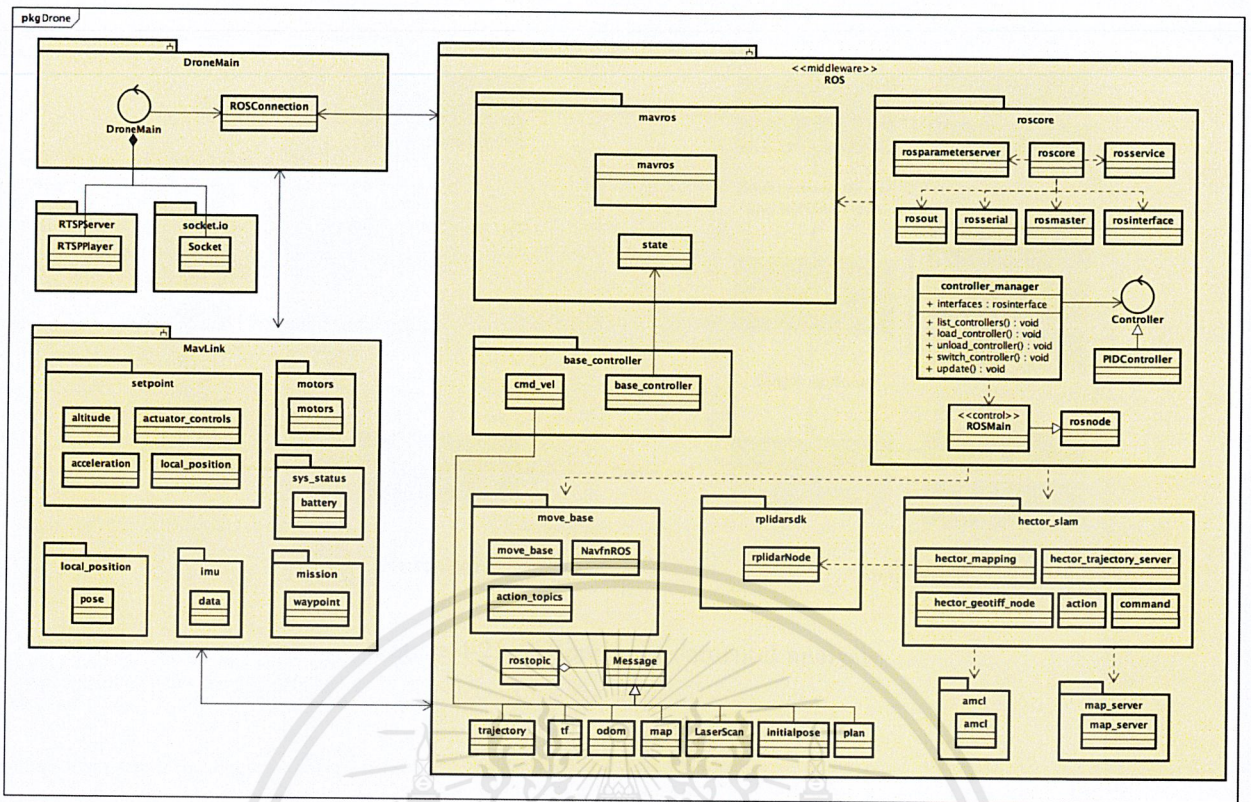 pkg Drone
DroneMain
DroneMain
ROSConnection
RTSPServer
RTSPPlayer
socket.io
Socket
MavLink
setpoint
altitude
actuator_controls
acceleration
local_position
motors
motors
sys_status
battery
local_position
pose
imu
data
mission
waypoint
<<middleware>>
ROS
mavros
mavros
state
base_controller
cmd_vel
base_controller
roscore
rosparameterserver
roscore
rosservice
rosout
rosserial
rosmaster
rosinterface
controller_manager
+ interfaces : rosinterface
+ list_controllers() : void
+ load_controller() : void
+ unload_controller() : void
+ switch_controller() : void
+ update() : void
Controller
PIDController
<<control>>
ROSMain
rosnode
move_base
move_base
NavfnROS
action_topics
rplidarsdk
rplidarNode
hector_slam
hector_mapping
hector_trajectory_server
hector_geotiff_node
action
command
rostopic
Message
trajectory
tf
odom
map
LaserScan
initialpose
plan
amcl
amcl
map_server
map_server